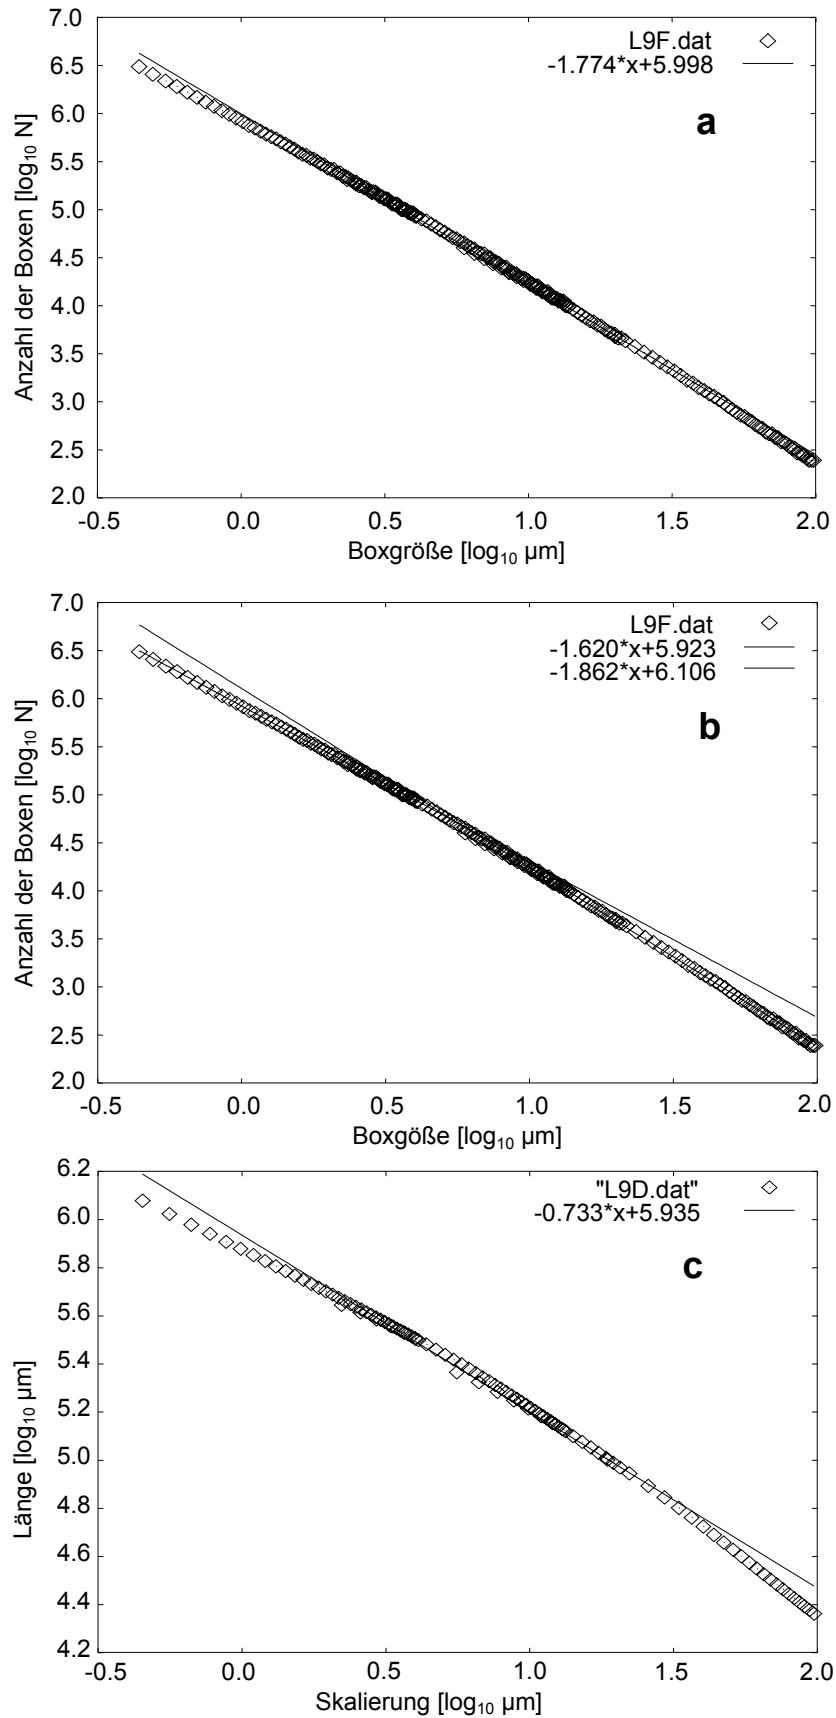 7.0
6.5
6.0
5.5
5.0
4.5
4.0
3.5
3.0
2.5
2.0
Anzahl der Boxen [log₁₀ N]
L9F.dat
-1.774*x+5.998
a
-0.5 0.0 0.5 1.0 1.5 2.0
Boxgröße [log₁₀ µm]
7.0
6.5
6.0
5.5
5.0
4.5
4.0
3.5
3.0
2.5
2.0
Anzahl der Boxen [log₁₀ N]
L9F.dat
-1.620*x+5.923
-1.862*x+6.106
b
-0.5 0.0 0.5 1.0 1.5 2.0
Boxgöße [log₁₀ µm]
6.2
6.0
5.8
5.6
5.4
5.2
5.0
4.8
4.6
4.4
4.2
Länge [log₁₀ µm]
"L9D.dat"
-0.733*x+5.935
c
-0.5 0.0 0.5 1.0 1.5 2.0
Skalierung [log₁₀ µm]